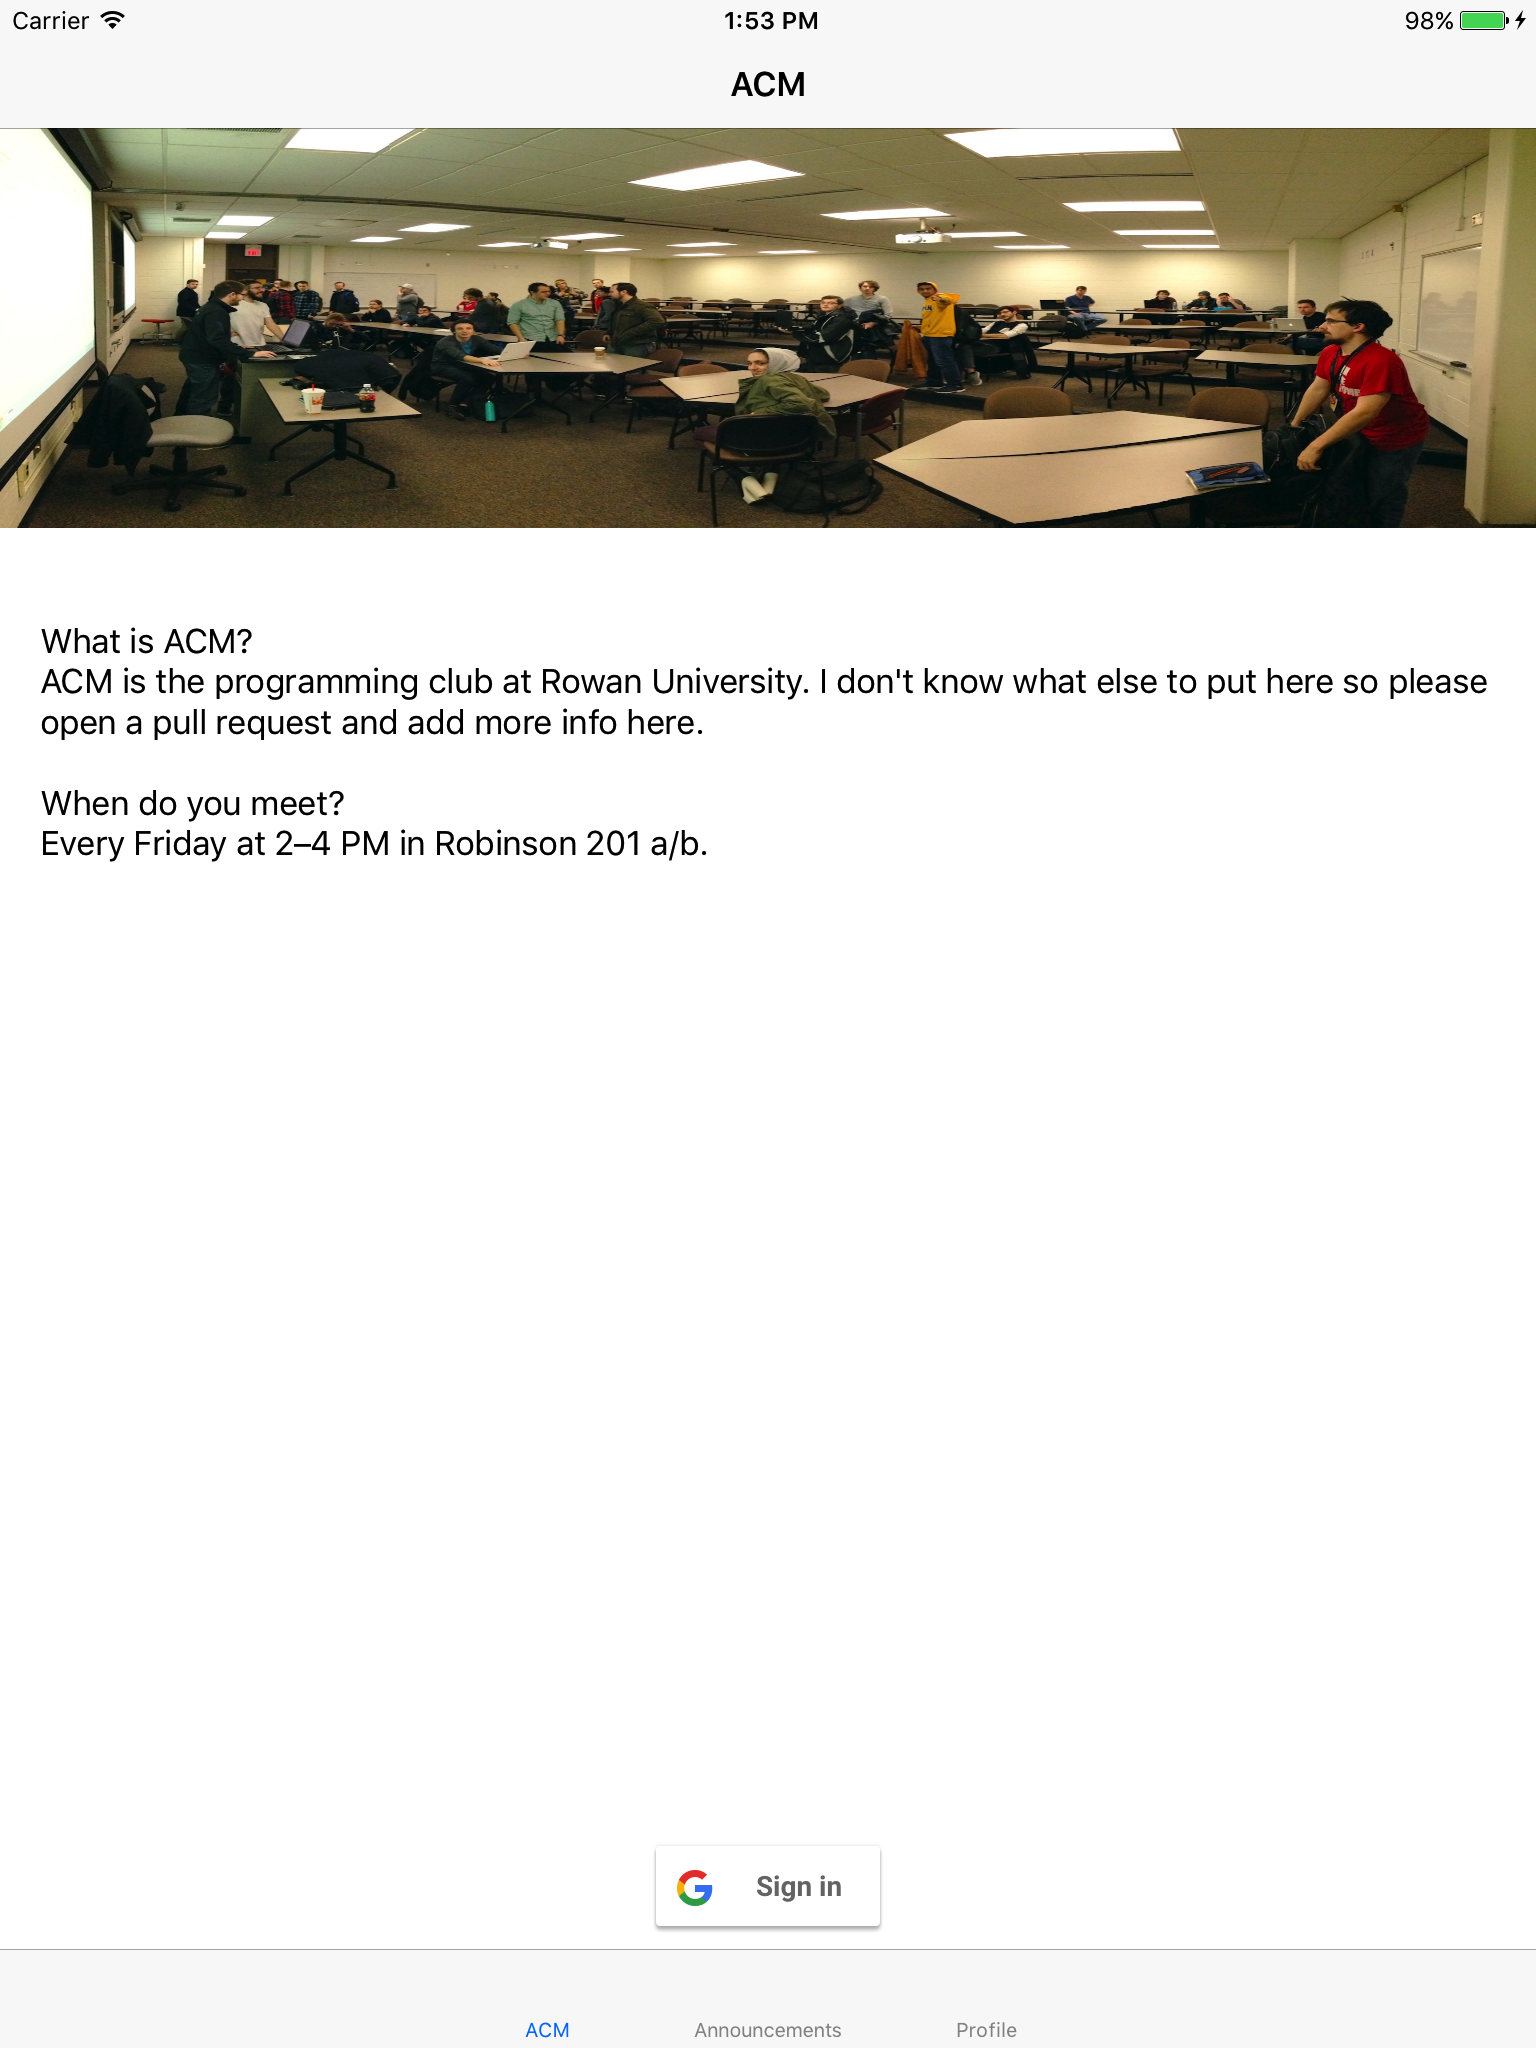 Carrier 1:53 PM 98%
ACM
What is ACM?
ACM is the programming club at Rowan University. I don't know what else to put here so please
open a pull request and add more info here.
When do you meet?
Every Friday at 2–4 PM in Robinson 201 a/b.
Sign in
ACM Announcements Profile